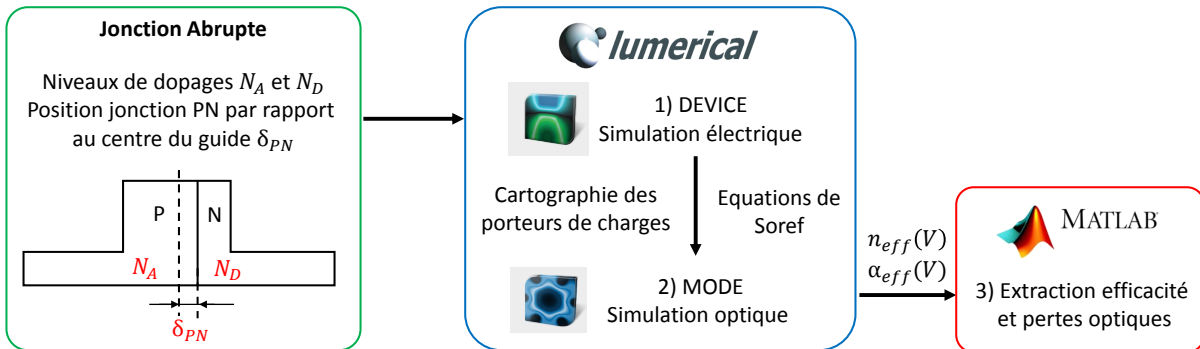 Jonction Abrupte
Niveaux de dopages N_A et N_D
Position jonction PN par rapport
au centre du guide δ_PN
P
N
N_A
N_D
δ_PN
lumerical
1) DEVICE
Simulation électrique
Cartographie des
porteurs de charges
Equations de
Soref
2) MODE
Simulation optique
n_eff(V)
α_eff(V)
MATLAB
3) Extraction efficacité
et pertes optiques